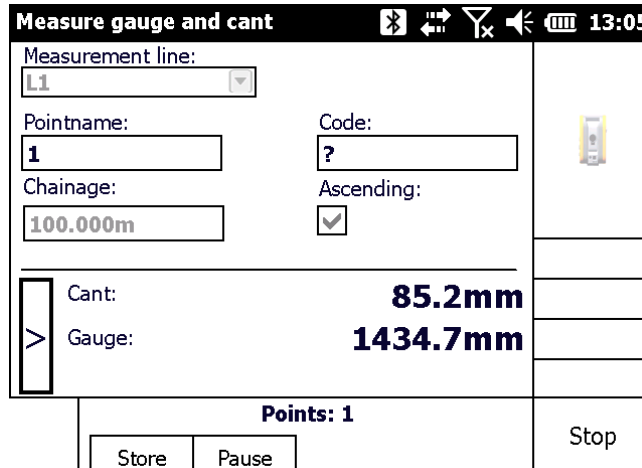 Measure gauge and cant 13:05
Measurement line:
L1
Pointname: Code:
1 ?
Chainage: Ascending:
100.000m
Cant: 85.2mm
> Gauge: 1434.7mm
Points: 1
Stop
Store Pause